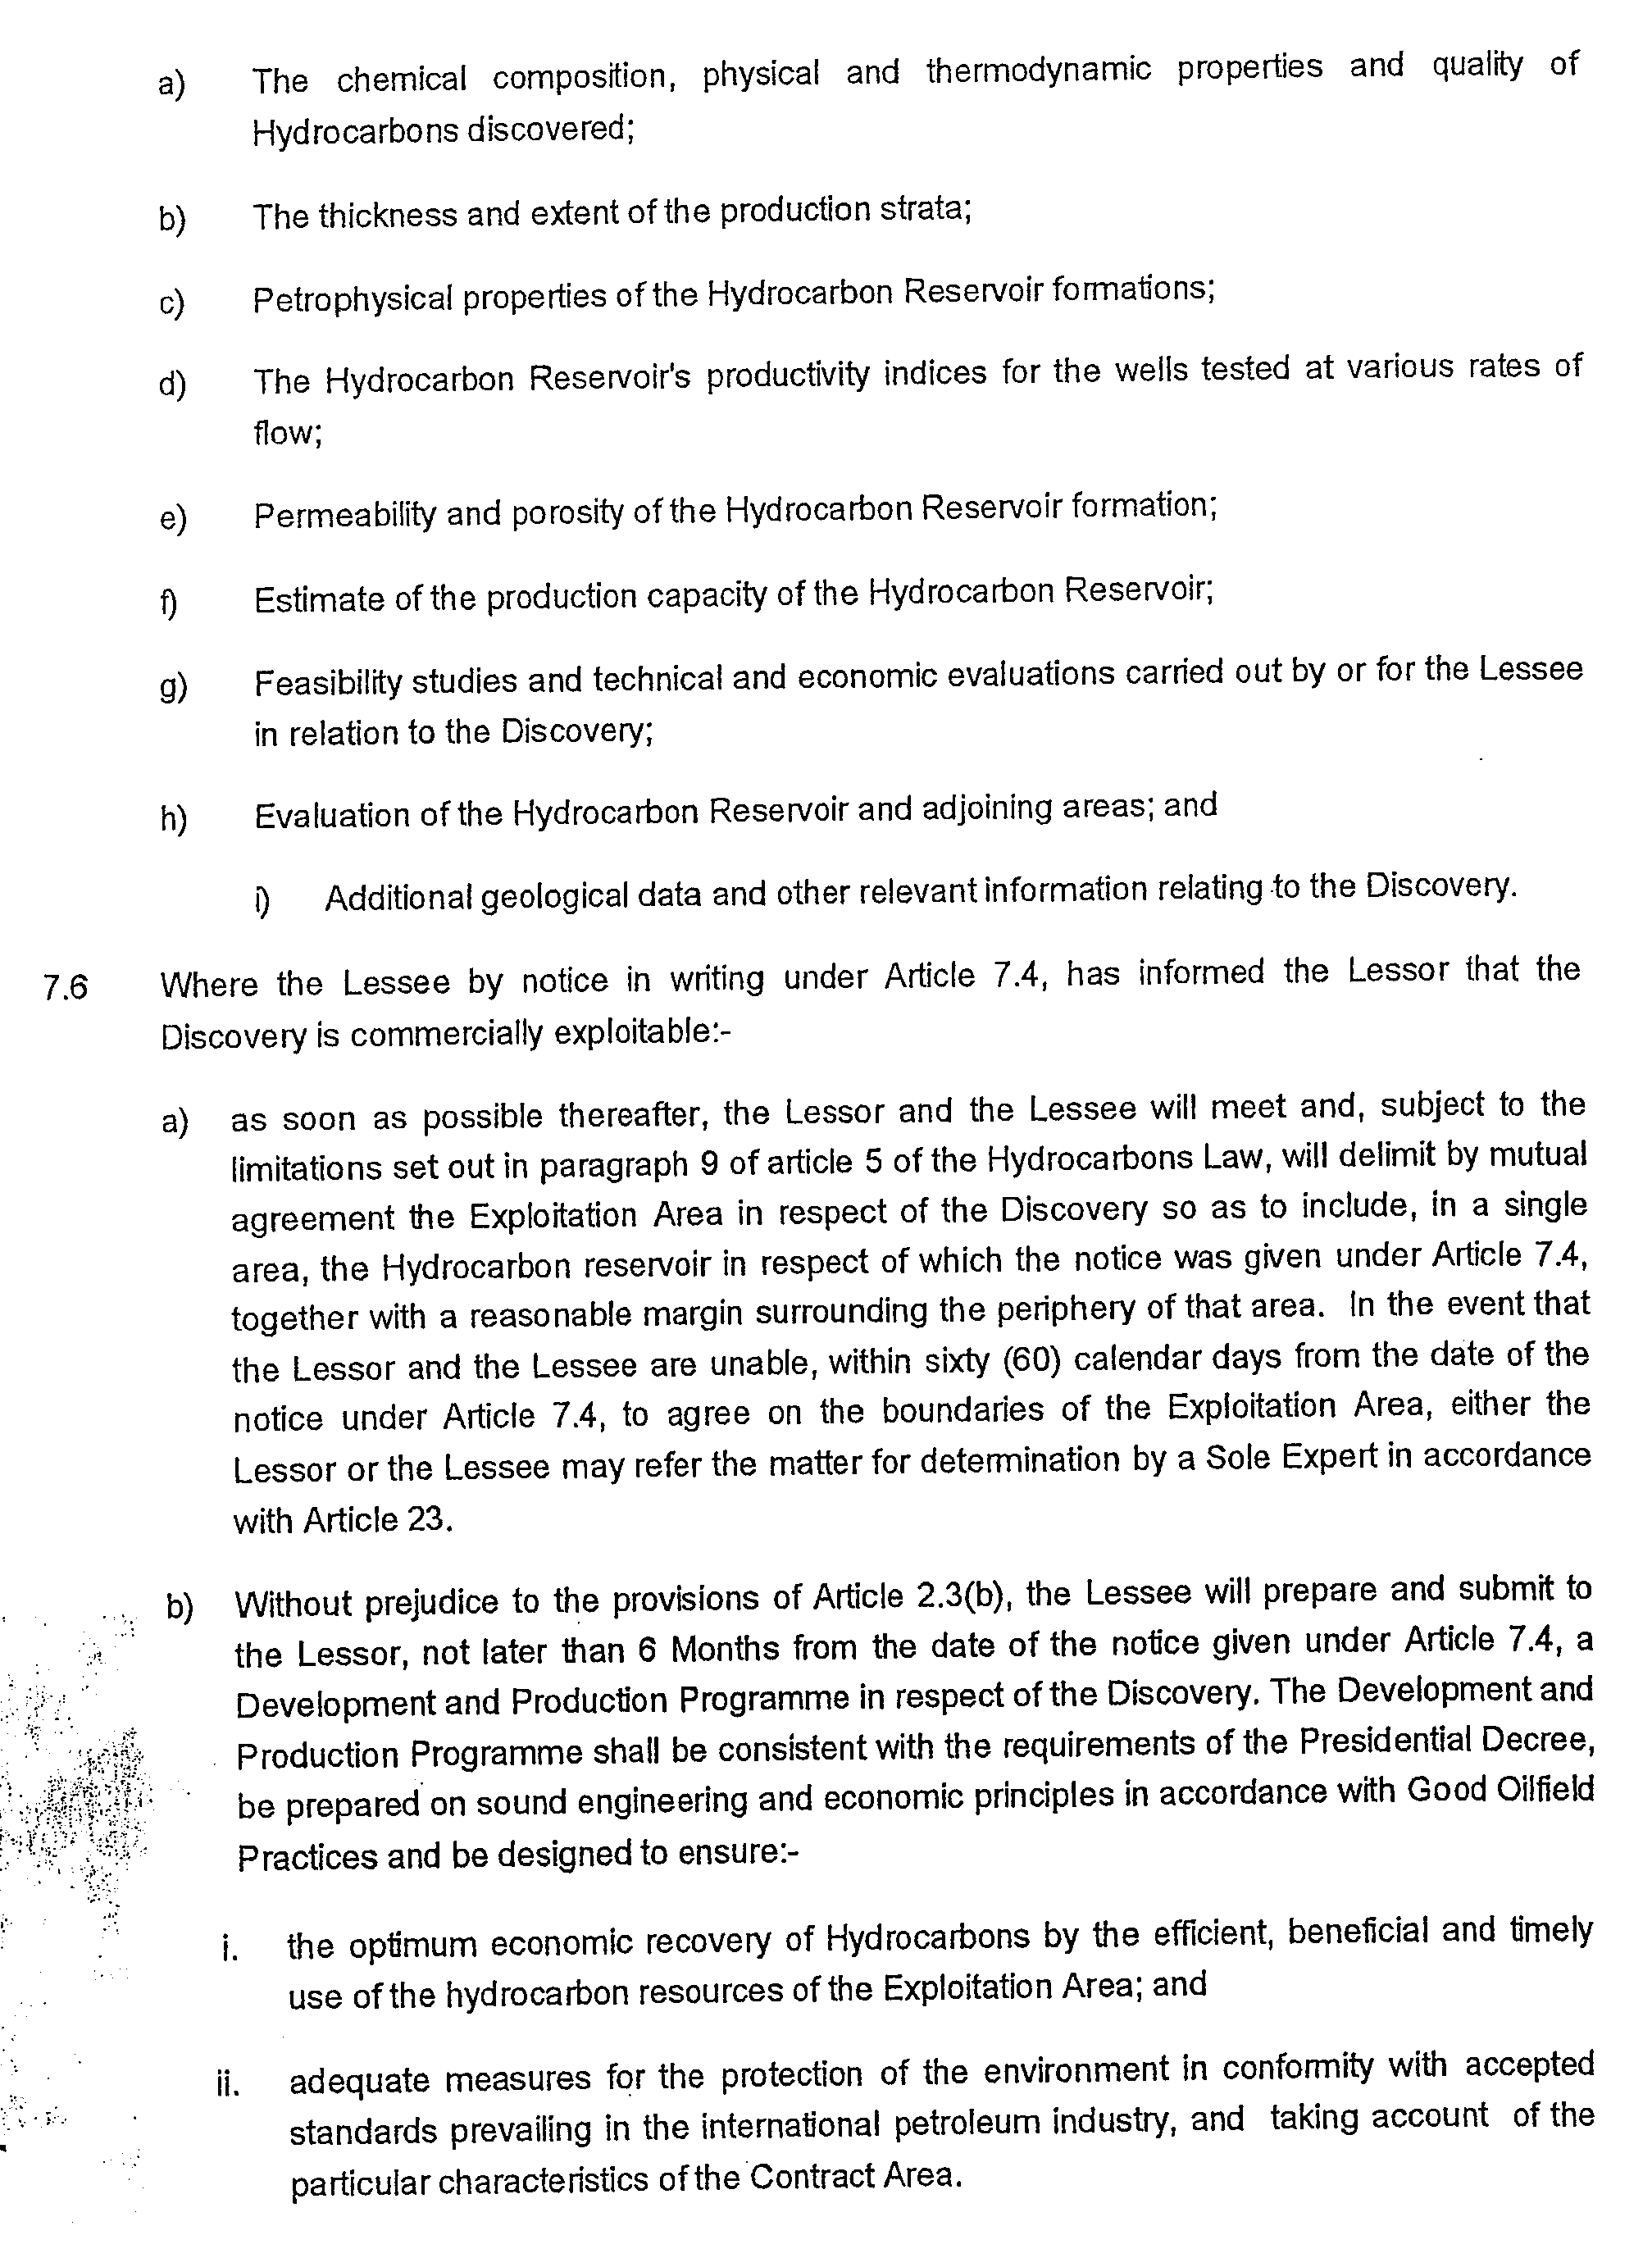 a) The chemical composition, physical and thermodynamic properties and quality of
Hydrocarbons discovered;
b) The thickness and extent of the production strata;
c) Petrophysical properties of the Hydrocarbon Reservoir formations;
d) The Hydrocarbon Reservoir's productivity indices for the wells tested at various rates of
flow;
e) Permeability and porosity of the Hydrocarbon Reservoir formation;
f) Estimate of the production capacity of the Hydrocarbon Reservoir;
g) Feasibility studies and technical and economic evaluations carried out by or for the Lessee
in relation to the Discovery;
h) Evaluation of the Hydrocarbon Reservoir and adjoining areas; and
i) Additional geological data and other relevant information relating to the Discovery.
7.6 Where the Lessee by notice in writing under Article 7.4, has informed the Lessor that the
Discovery is commercially exploitable:-
a) as soon as possible thereafter, the Lessor and the Lessee will meet and, subject to the
limitations set out in paragraph 9 of article 5 of the Hydrocarbons Law, will delimit by mutual
agreement the Exploitation Area in respect of the Discovery so as to include, in a single
area, the Hydrocarbon reservoir in respect of which the notice was given under Article 7.4,
together with a reasonable margin surrounding the periphery of that area. In the event that
the Lessor and the Lessee are unable, within sixty (60) calendar days from the date of the
notice under Article 7.4, to agree on the boundaries of the Exploitation Area, either the
Lessor or the Lessee may refer the matter for determination by a Sole Expert in accordance
with Article 23.
b) Without prejudice to the provisions of Article 2.3(b), the Lessee will prepare and submit to
the Lessor, not later than 6 Months from the date of the notice given under Article 7.4, a
Development and Production Programme in respect of the Discovery. The Development and
Production Programme shall be consistent with the requirements of the Presidential Decree,
be prepared on sound engineering and economic principles in accordance with Good Oilfield
Practices and be designed to ensure:-
i. the optimum economic recovery of Hydrocarbons by the efficient, beneficial and timely
use of the hydrocarbon resources of the Exploitation Area; and
ii. adequate measures for the protection of the environment in conformity with accepted
standards prevailing in the international petroleum industry, and taking account of the
particular characteristics of the Contract Area.